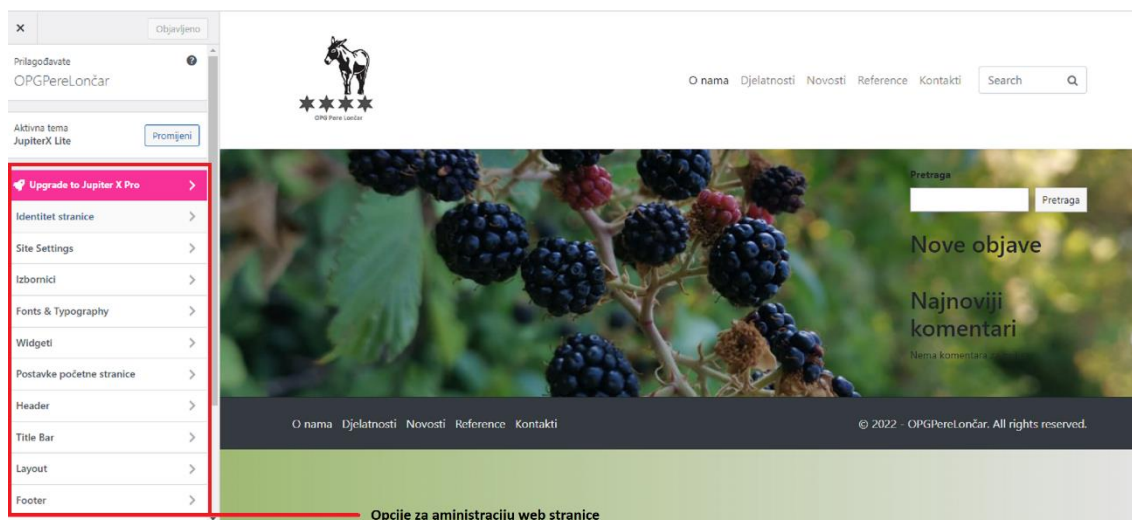 ×
Objavljeno
Prilagođavate
OPGPereLončar
Aktivna tema
JupiterX Lite
Promijeni
Upgrade to Jupiter X Pro
Identitet stranice
Site Settings
Izbornici
Fonts & Typography
Widgeti
Postavke početne stranice
Header
Title Bar
Layout
Footer
OPG Pere Lončar
O nama Djelatnosti Novosti Reference Kontakti
Search
Pretraga
Pretraga
Nove objave
Najnoviji
komentari
Nema komentara
O nama Djelatnosti Novosti Reference Kontakti
© 2022 - OPGPereLončar. All rights reserved.
Opcije za aministraciju web stranice